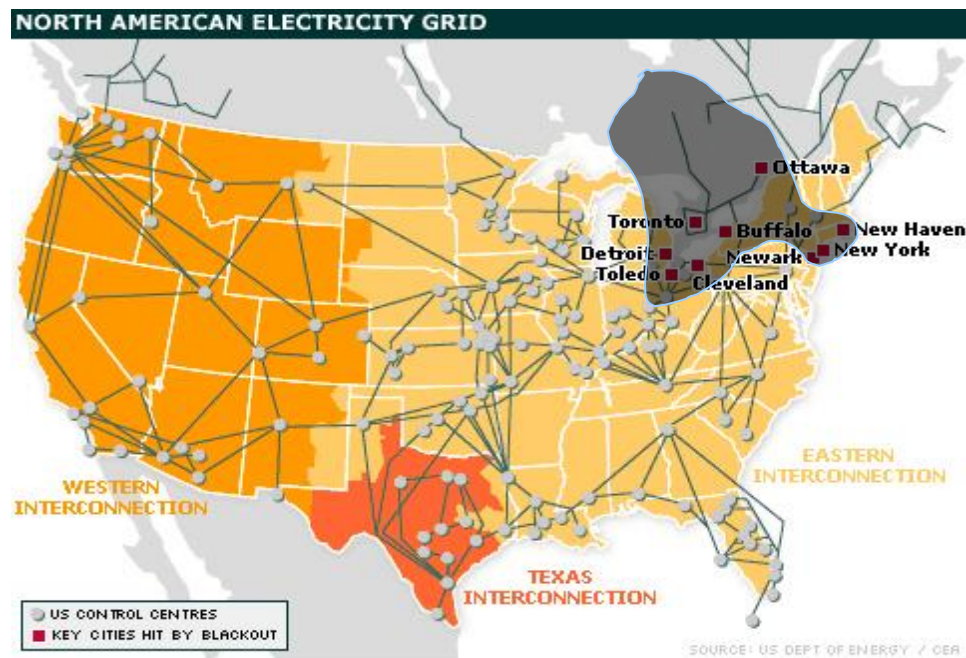 NORTH AMERICAN ELECTRICITY GRID
Ottawa
Toronto
Buffalo
New Haven
Detroit
Newark
New York
Toledo
Cleveland
EASTERN
INTERCONNECTION
WESTERN
INTERCONNECTION
TEXAS
INTERCONNECTION
US CONTROL CENTRES
KEY CITIES HIT BY BLACKOUT
SOURCE: US DEPT OF ENERGY / CEA